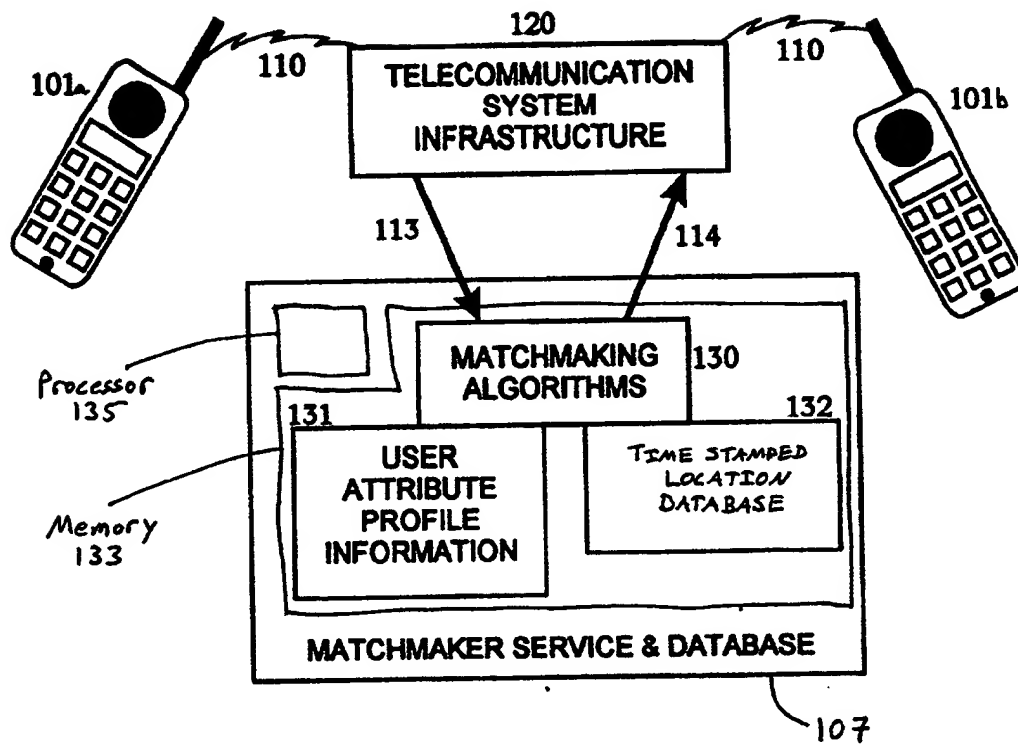 120
110
110
101a
101b
TELECOMMUNICATION
SYSTEM
INFRASTRUCTURE
113
114
MATCHMAKING
ALGORITHMS
130
Processor
135
131
132
USER
ATTRIBUTE
PROFILE
INFORMATION
TIME STAMPED
LOCATION
DATABASE
Memory
133
MATCHMAKER SERVICE & DATABASE
107